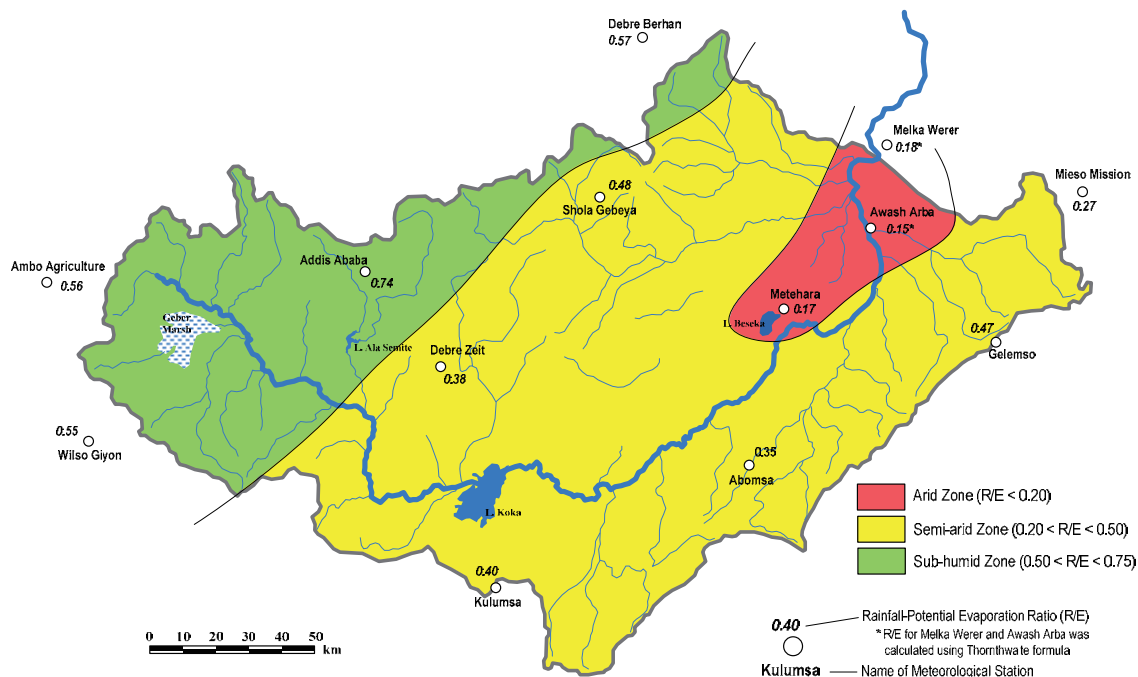 Debre Berhan
0.57
Melka Werer
0.18*
Mieso Mission
0.27
0.48
Shola Gebeya
Awash Arba
0.15*
Addis Ababa
0.74
Ambo Agriculture
0.56
Metehara
0.17
L. Beseka
Geber
Marsh
L. Ala Semite
Debre Zeit
0.38
0.47
Gelemso
0.55
Wilso Giyon
0.35
Abomsa
L. Koka
0.40
Kulumsa
Arid Zone (R/E < 0.20)
Semi-arid Zone (0.20 < R/E < 0.50)
Sub-humid Zone (0.50 < R/E < 0.75)
0 10 20 30 40 50
km
0.40
Rainfall-Potential Evaporation Ratio (R/E)
* R/E for Melka Werer and Awash Arba was
calculated using Thornthwate formula
Kulumsa
Name of Meteorological Station